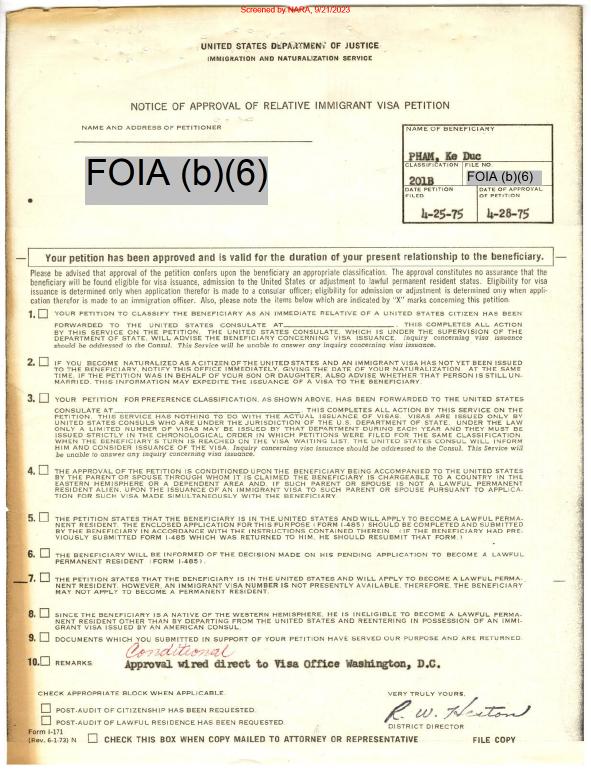 Screened by NARA, 9/21/2023
UNITED STATES DEPARTMENT OF JUSTICE
IMMIGRATION AND NATURALIZATION SERVICE
NOTICE OF APPROVAL OF RELATIVE IMMIGRANT VISA PETITION
NAME AND ADDRESS OF PETITIONER
FOIA (b)(6)
NAME OF BENEFICIARY
PHAM, Ke Duc
CLASSIFICATION FILE NO.
201B FOIA (b)(6)
DATE PETITION FILED DATE OF APPROVAL OF PETITION
4-25-75 4-28-75
Your petition has been approved and is valid for the duration of your present relationship to the beneficiary.
Please be advised that approval of the petition confers upon the beneficiary an appropriate classification. The approval constitutes no assurance that the
beneficiary will be found eligible for visa issuance, admission to the United States or adjustment to lawful permanent resident status. Eligibility for visa
issuance is determined only when application therefor is made to a consular officer; eligibility for admission or adjustment is determined only when appli-
cation therefor is made to an immigration officer. Also, please note the items below which are indicated by "X" marks concerning this petition.
1. YOUR PETITION TO CLASSIFY THE BENEFICIARY AS AN IMMEDIATE RELATIVE OF A UNITED STATES CITIZEN HAS BEEN
FORWARDED TO THE UNITED STATES CONSULATE AT THIS COMPLETES ALL ACTION
BY THIS SERVICE ON THE PETITION. THE UNITED STATES CONSULATE, WHICH IS UNDER THE SUPERVISION OF THE
DEPARTMENT OF STATE, WILL ADVISE THE BENEFICIARY CONCERNING VISA ISSUANCE. Inquiry concerning visa issuance
should be addressed to the Consul. This Service will be unable to answer any inquiry concerning visa issuance.
2. IF YOU BECOME NATURALIZED AS A CITIZEN OF THE UNITED STATES AND AN IMMIGRANT VISA HAS NOT YET BEEN ISSUED
TO THE BENEFICIARY, NOTIFY THIS OFFICE IMMEDIATELY, GIVING THE DATE OF YOUR NATURALIZATION. AT THE SAME
TIME, IF THE PETITION WAS IN BEHALF OF YOUR SON OR DAUGHTER, ALSO ADVISE WHETHER THAT PERSON IS STILL UN-
MARRIED. THIS INFORMATION MAY EXPEDITE THE ISSUANCE OF A VISA TO THE BENEFICIARY.
3. YOUR PETITION FOR PREFERENCE CLASSIFICATION, AS SHOWN ABOVE, HAS BEEN FORWARDED TO THE UNITED STATES
CONSULATE AT THIS COMPLETES ALL ACTION BY THIS SERVICE ON THE
PETITION. THIS SERVICE HAS NOTHING TO DO WITH THE ACTUAL ISSUANCE OF VISAS. VISAS ARE ISSUED ONLY BY
UNITED STATES CONSULS WHO ARE UNDER THE JURISDICTION OF THE U.S. DEPARTMENT OF STATE. UNDER THE LAW
ONLY A LIMITED NUMBER OF VISAS MAY BE ISSUED BY THAT DEPARTMENT DURING EACH YEAR AND THEY MUST BE
ISSUED STRICTLY IN THE CHRONOLOGICAL ORDER IN WHICH PETITIONS WERE FILED FOR THE SAME CLASSIFICATION.
WHEN THE BENEFICIARY'S TURN IS REACHED ON THE VISA WAITING LIST, THE UNITED STATES CONSUL WILL INFORM
HIM AND CONSIDER ISSUANCE OF THE VISA. Inquiry concerning visa issuance should be addressed to the Consul. This Service will
be unable to answer any inquiry concerning visa issuance.
4. THE APPROVAL OF THE PETITION IS CONDITIONED UPON THE BENEFICIARY BEING ACCOMPANIED TO THE UNITED STATES
BY THE PARENT OR SPOUSE THROUGH WHOM IT IS CLAIMED THE BENEFICIARY IS CHARGEABLE TO A COUNTRY IN THE
EASTERN HEMISPHERE OR A DEPENDENT AREA AND, IF SUCH PARENT OR SPOUSE IS NOT A LAWFUL PERMANENT
RESIDENT ALIEN, UPON THE ISSUANCE OF AN IMMIGRANT VISA TO SUCH PARENT OR SPOUSE PURSUANT TO APPLICA-
TION FOR SUCH VISA MADE SIMULTANEOUSLY WITH THE BENEFICIARY.
5. THE PETITION STATES THAT THE BENEFICIARY IS IN THE UNITED STATES AND WILL APPLY TO BECOME A LAWFUL PERMA-
NENT RESIDENT. THE ENCLOSED APPLICATION FOR THIS PURPOSE (FORM I-485) SHOULD BE COMPLETED AND SUBMITTED
BY THE BENEFICIARY IN ACCORDANCE WITH THE INSTRUCTIONS CONTAINED THEREIN. (IF THE BENEFICIARY HAD PRE-
VIOUSLY SUBMITTED FORM I-485 WHICH WAS RETURNED TO HIM, HE SHOULD RESUBMIT THAT FORM.)
6. THE BENEFICIARY WILL BE INFORMED OF THE DECISION MADE ON HIS PENDING APPLICATION TO BECOME A LAWFUL
PERMANENT RESIDENT (FORM I-485).
7. THE PETITION STATES THAT THE BENEFICIARY IS IN THE UNITED STATES AND WILL APPLY TO BECOME A LAWFUL PERMA-
NENT RESIDENT. HOWEVER, AN IMMIGRANT VISA NUMBER IS NOT PRESENTLY AVAILABLE. THEREFORE, THE BENEFICIARY
MAY NOT APPLY TO BECOME A PERMANENT RESIDENT.
8. SINCE THE BENEFICIARY IS A NATIVE OF THE WESTERN HEMISPHERE, HE IS INELIGIBLE TO BECOME A LAWFUL PERMA-
NENT RESIDENT OTHER THAN BY DEPARTING FROM THE UNITED STATES AND REENTERING IN POSSESSION OF AN IMMI-
GRANT VISA ISSUED BY AN AMERICAN CONSUL.
9. DOCUMENTS WHICH YOU SUBMITTED IN SUPPORT OF YOUR PETITION HAVE SERVED OUR PURPOSE AND ARE RETURNED.
Conditional
10. REMARKS Approval wired direct to Visa Office Washington, D.C.
CHECK APPROPRIATE BLOCK WHEN APPLICABLE. VERY TRULY YOURS,
POST-AUDIT OF CITIZENSHIP HAS BEEN REQUESTED.
POST-AUDIT OF LAWFUL RESIDENCE HAS BEEN REQUESTED. R. W. Heston
DISTRICT DIRECTOR
Form I-171
(Rev. 6-1-73) N CHECK THIS BOX WHEN COPY MAILED TO ATTORNEY OR REPRESENTATIVE FILE COPY